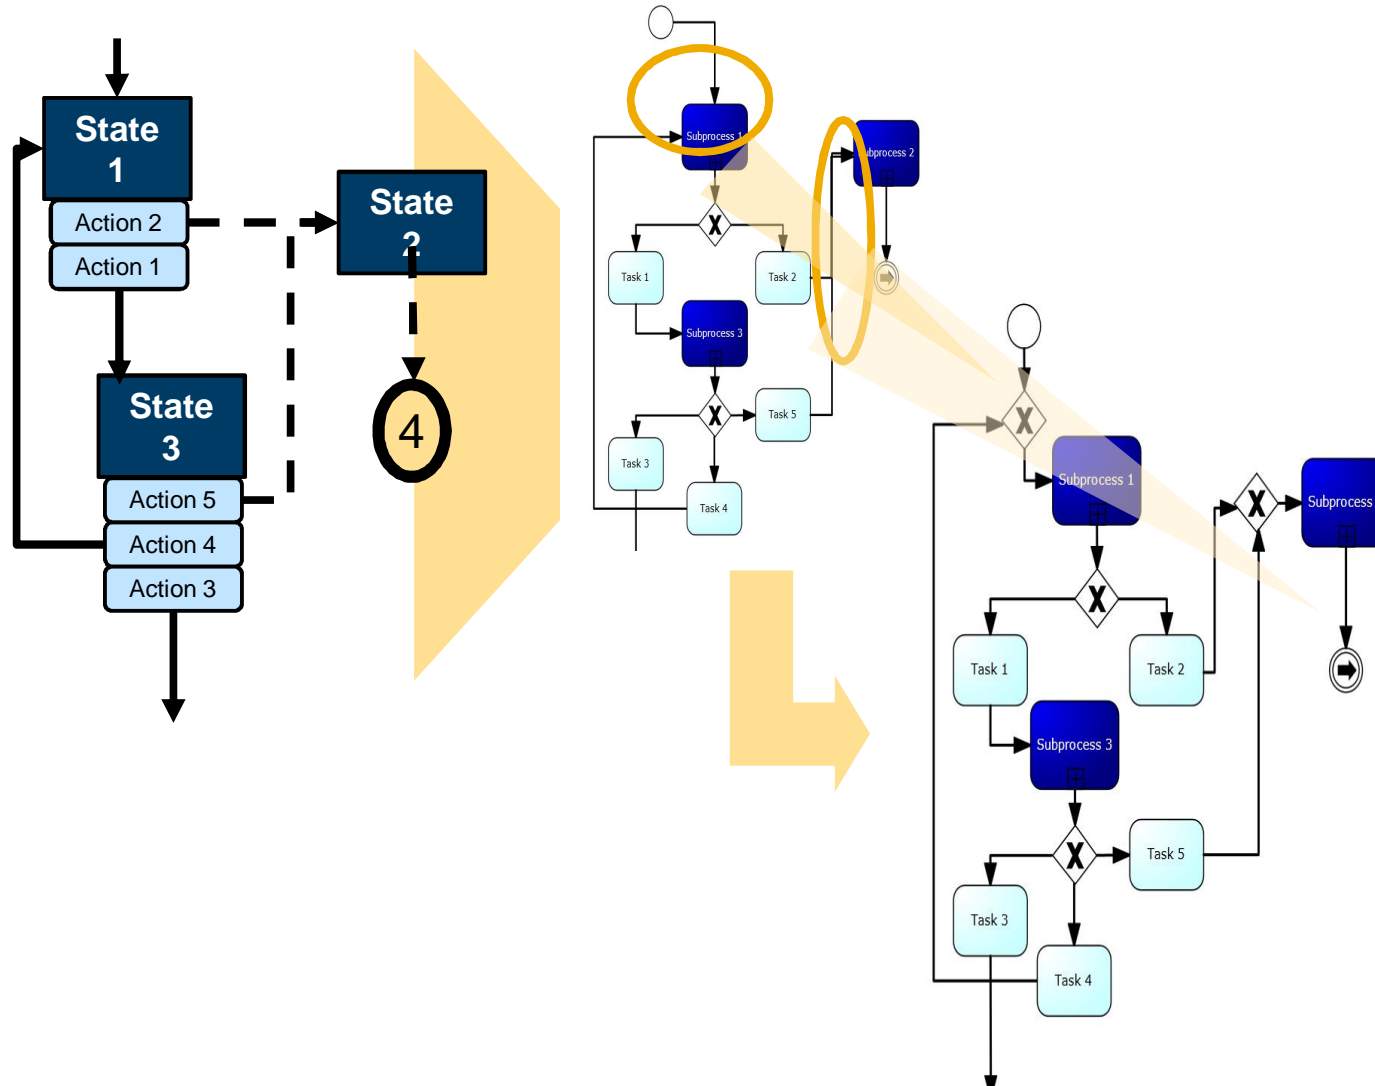 State
1
Action 2
Action 1
State
2
State
3
Action 5
Action 4
Action 3
4
Subprocess 1
Subprocess 2
X
Task 1
Task 2
Subprocess 3
X
Task 5
Task 3
Task 4
X
Subprocess 1
X
Subprocess
X
Task 1
Task 2
Subprocess 3
X
Task 5
Task 3
Task 4